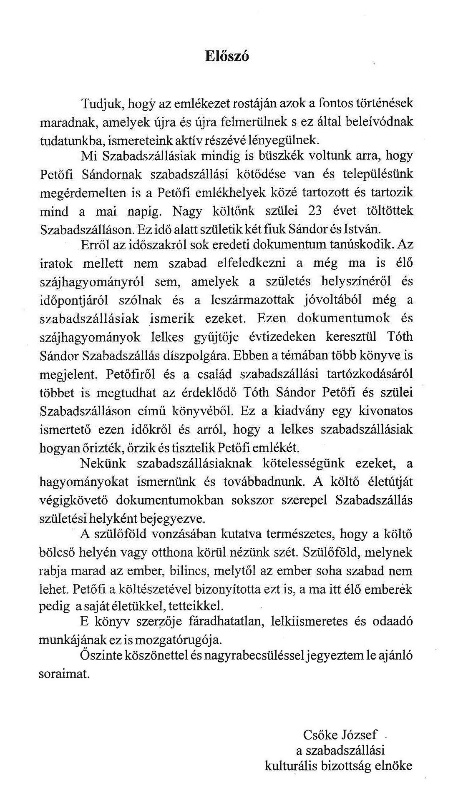 Előszó
Tudjuk, hogy az emlékezet rostáján azok a fontos történések
maradnak, amelyek újra és újra felmerülnek s ez által beleívódnak
tudatunkba, ismereteink aktív részévé lényegülnek.
Mi Szabadszállásiak mindig is büszkék voltunk arra, hogy
Petőfi Sándornak szabadszállási kötődése van és településünk
megérdemelten is a Petőfi emlékhelyek közé tartozott és tartozik
mind a mai napig. Nagy költőnk szülei 23 évet töltöttek
Szabadszálláson. Ez idő alatt születik két fiuk Sándor és István.
Erről az időszakról sok eredeti dokumentum tanúskodik. Az
iratok mellett nem szabad elfeledkezni a még ma is élő
szájhagyományról sem, amelyek a születés helyszínéről és
időpontjáról szólnak és a leszármazottak jóvoltából még a
szabadszállásiak ismerik ezeket. Ezen dokumentumok és
szájhagyományok lelkes gyűjtője évtizedeken keresztül Tóth
Sándor Szabadszállás díszpolgára. Ebben a témában több könyve is
megjelent. Petőfiről és a család szabadszállási tartózkodásáról
többet is megtudhat az érdeklődő Tóth Sándor Petőfi és szülei
Szabadszálláson című könyvéből. Ez a kiadvány egy kivonatos
ismertető ezen időkről és arról, hogy a lelkes szabadszállásiak
hogyan őrizték, őrzik és tisztelik Petőfi emlékét.
Nekünk szabadszállásiaknak kötelességünk ezeket, a
hagyományokat ismernünk és továbbadnunk. A költő életútját
végigkövető dokumentumokban sokszor szerepel Szabadszállás
születési helyként bejegyezve.
A szülőföld vonzásában kutatva természetes, hogy a költő
bölcső helyén vagy otthona körül nézünk szét. Szülőföld, melynek
rabja marad az ember, bilincs, melytől az ember soha szabad nem
lehet. Petőfi a költészetével bizonyította ezt is, a ma itt élő emberek
pedig a saját életükkel, tetteikkel.
E könyv szerzője fáradhatatlan, lelkiismeretes és odaadó
munkájának ez is mozgatórugója.
Őszinte köszönettel és nagyrabecsüléssel jegyeztem le ajánló
soraimat.
Csőke József
a szabadszállási
kulturális bizottság elnöke